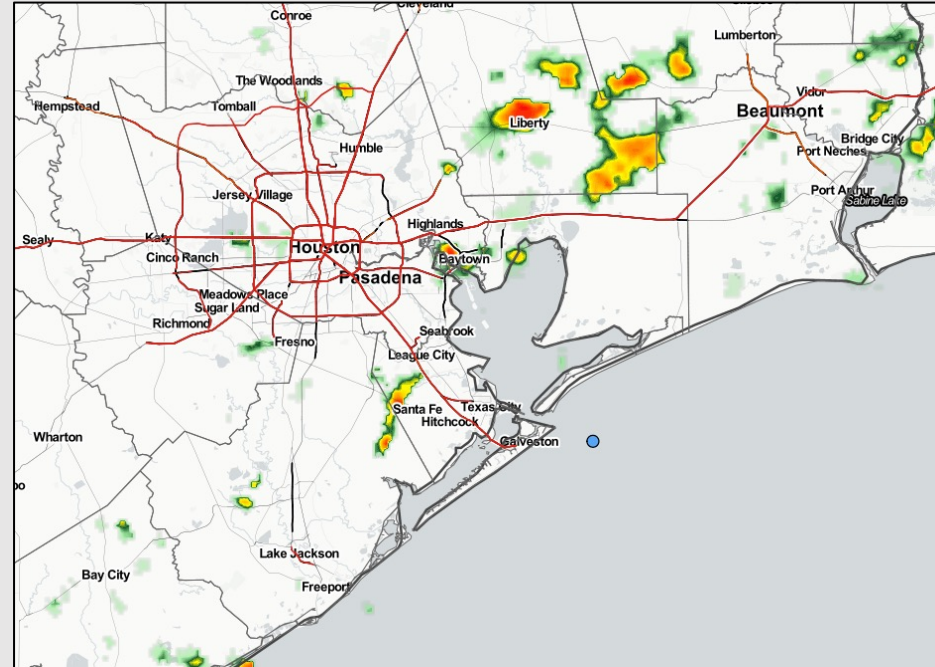 Cleveland
Conroe
Lumberton
The Woodlands
Hempstead
Tomball
Vidor
Beaumont
Liberty
Bridge City
Humble
Port Neches
Jersey Village
Port Arthur
Sabine Lake
Highlands
Sealy
Katy
Houston
Cinco Ranch
Baytown
Pasadena
Meadows Place
Sugar Land
Richmond
Seabrook
Fresno
League City
Santa Fe
Texas City
Hitchcock
Wharton
Galveston
Lake Jackson
Bay City
Freeport